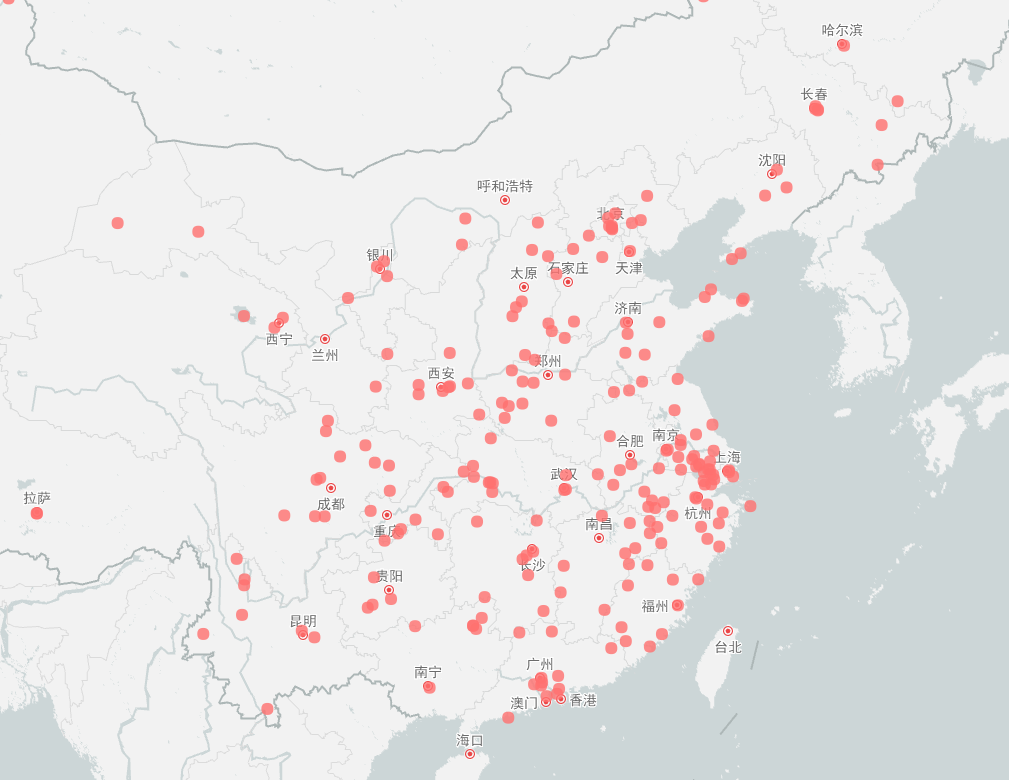 哈尔滨
长春
沈阳
呼和浩特
北京
银川
天津
石家庄
太原
济南
西宁
兰州
郑州
西安
南京
合肥
上海
武汉
拉萨
成都
杭州
南昌
重庆
长沙
贵阳
福州
昆明
台北
广州
南宁
香港
澳门
海口